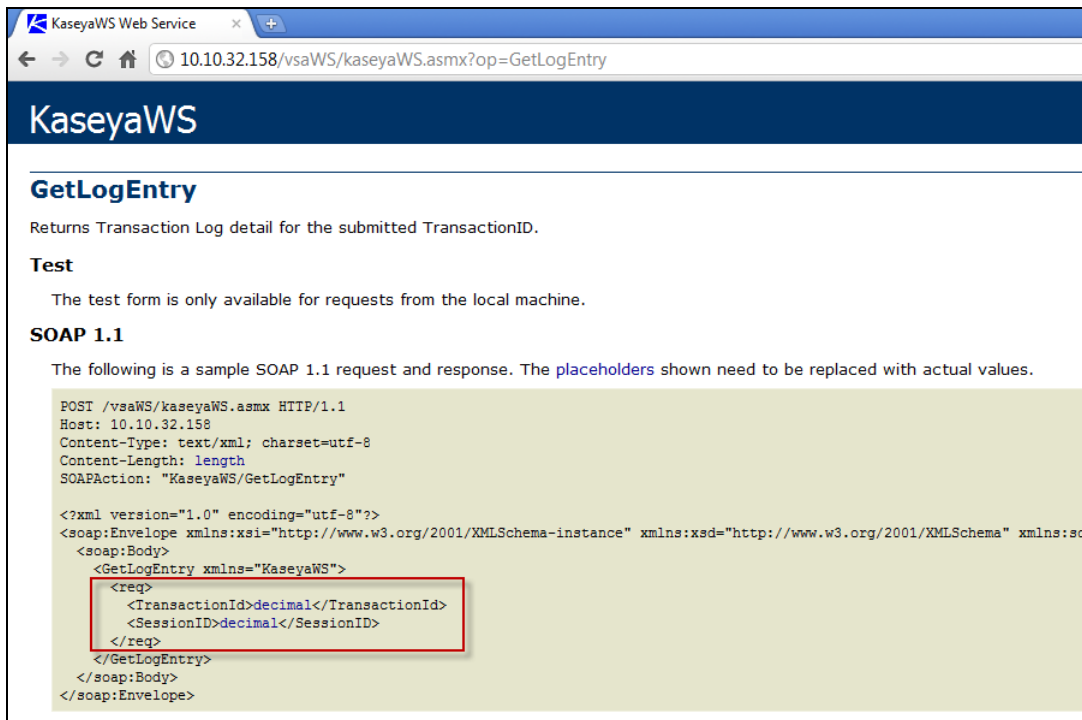 KaseyaWS Web Service
10.10.32.158/vsaWS/kaseyaWS.asmx?op=GetLogEntry
KaseyaWS
GetLogEntry
Returns Transaction Log detail for the submitted TransactionID.
Test
The test form is only available for requests from the local machine.
SOAP 1.1
The following is a sample SOAP 1.1 request and response. The placeholders shown need to be replaced with actual values.
POST /vsaWS/kaseyaWS.asmx HTTP/1.1
Host: 10.10.32.158
Content-Type: text/xml; charset=utf-8
Content-Length: length
SOAPAction: "KaseyaWS/GetLogEntry"
<?xml version="1.0" encoding="utf-8"?>
<soap:Envelope xmlns:xsi="http://www.w3.org/2001/XMLSchema-instance" xmlns:xsd="http://www.w3.org/2001/XMLSchema" xmlns:so
<soap:Body>
<GetLogEntry xmlns="KaseyaWS">
<req>
<TransactionId>decimal</TransactionId>
<SessionID>decimal</SessionID>
</req>
</GetLogEntry>
</soap:Body>
</soap:Envelope>